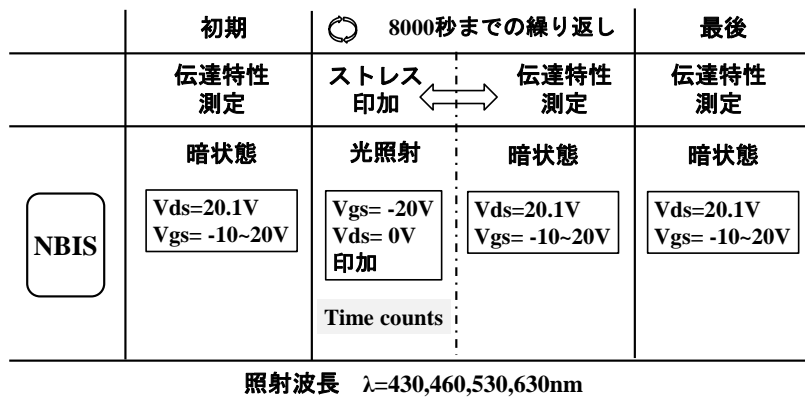 初期
8000秒までの繰り返し
最後
伝達特性
測定
ストレス
印加
伝達特性
測定
伝達特性
測定
NBIS
暗状態
Vds=20.1V
Vgs= -10~20V
光照射
Vgs= -20V
Vds= 0V
印加
Time counts
暗状態
Vds=20.1V
Vgs= -10~20V
暗状態
Vds=20.1V
Vgs= -10~20V
照射波長 λ=430,460,530,630nm